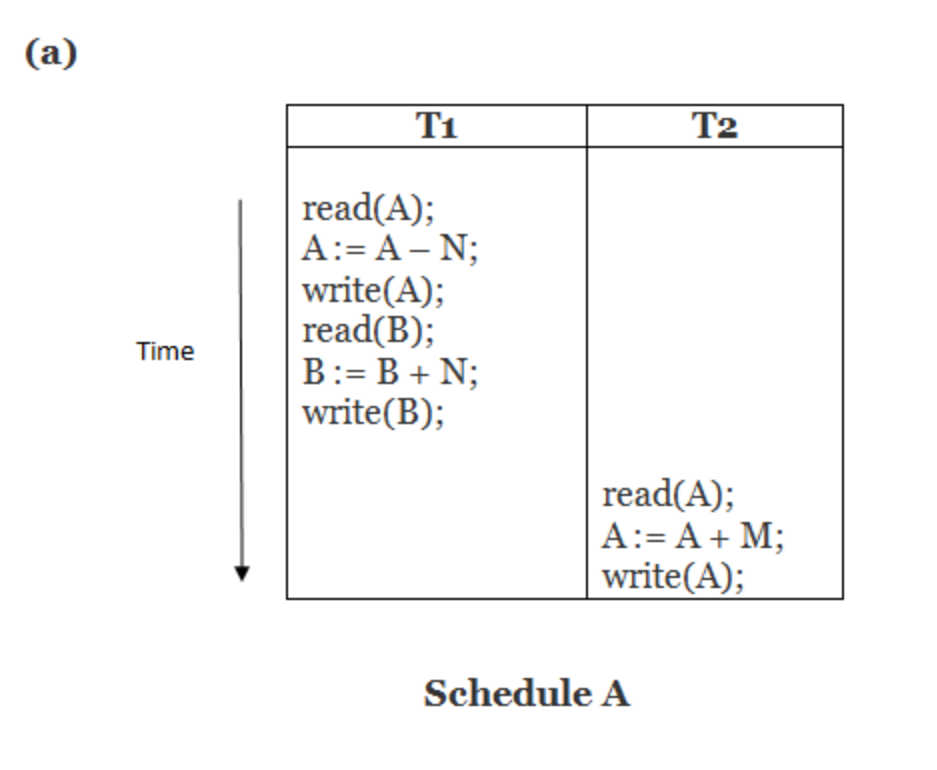 (a)
T1 T2
read(A);
A := A – N;
write(A);
read(B);
Time
B := B + N;
write(B);
read(A);
A := A + M;
write(A);
Schedule A